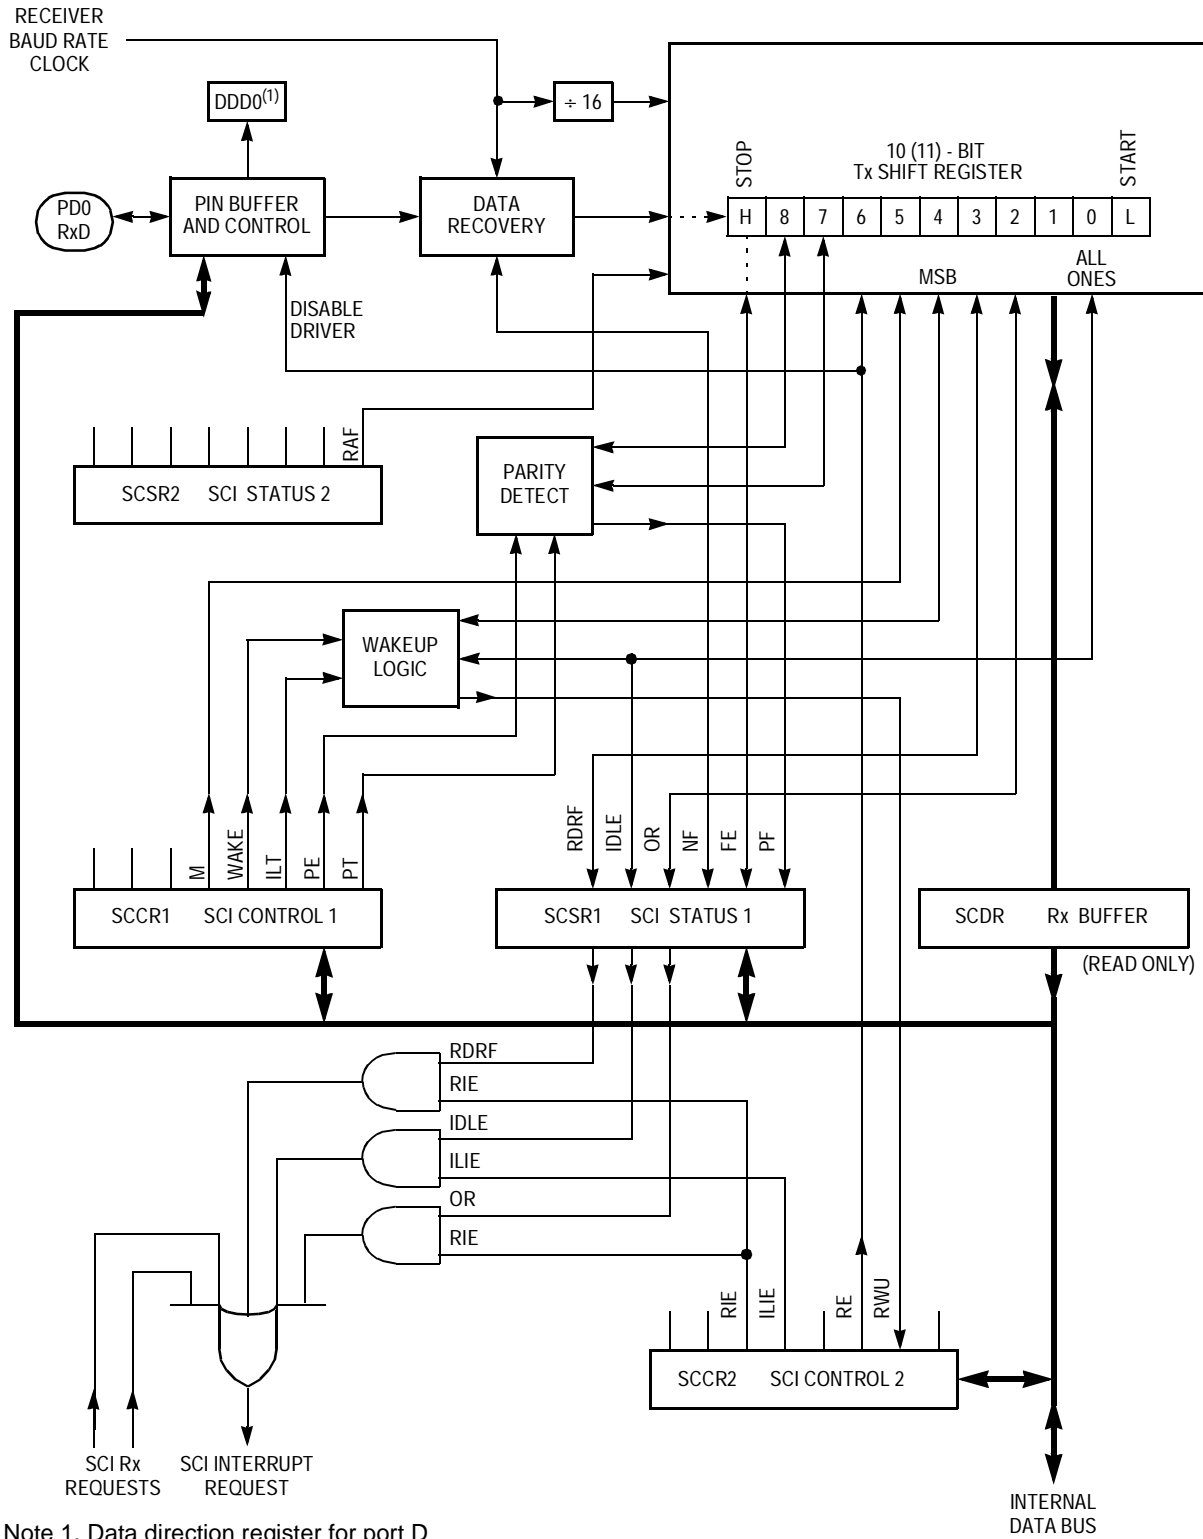 RECEIVER
BAUD RATE
CLOCK
DDD0(1)
÷ 16
STOP
10 (11) - BIT
Tx SHIFT REGISTER
START
PD0
RxD
PIN BUFFER
AND CONTROL
DATA
RECOVERY
H 8 7 6 5 4 3 2 1 0 L
MSB
ALL
ONES
DISABLE
DRIVER
RAF
SCSR2 SCI STATUS 2
PARITY
DETECT
WAKEUP
LOGIC
M
WAKE
ILT
PE
PT
RDRF
IDLE
OR
NF
FE
PF
SCCR1 SCI CONTROL 1
SCSR1 SCI STATUS 1
SCDR Rx BUFFER
(READ ONLY)
RDRF
RIE
IDLE
ILIE
OR
RIE
RIE
ILIE
RE
RWU
SCCR2 SCI CONTROL 2
SCI Rx
REQUESTS
SCI INTERRUPT
REQUEST
INTERNAL
DATA BUS
Note 1. Data direction register for port D